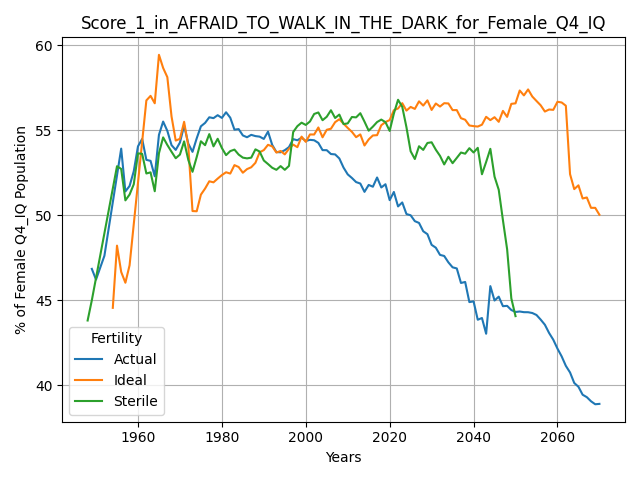 Score_1_in_AFRAID_TO_WALK_IN_THE_DARK_for_Female_Q4_IQ
60
55
50
45
40
% of Female Q4_IQ Population
Fertility
Actual
Ideal
Sterile
1960 1980 2000 2020 2040 2060
Years